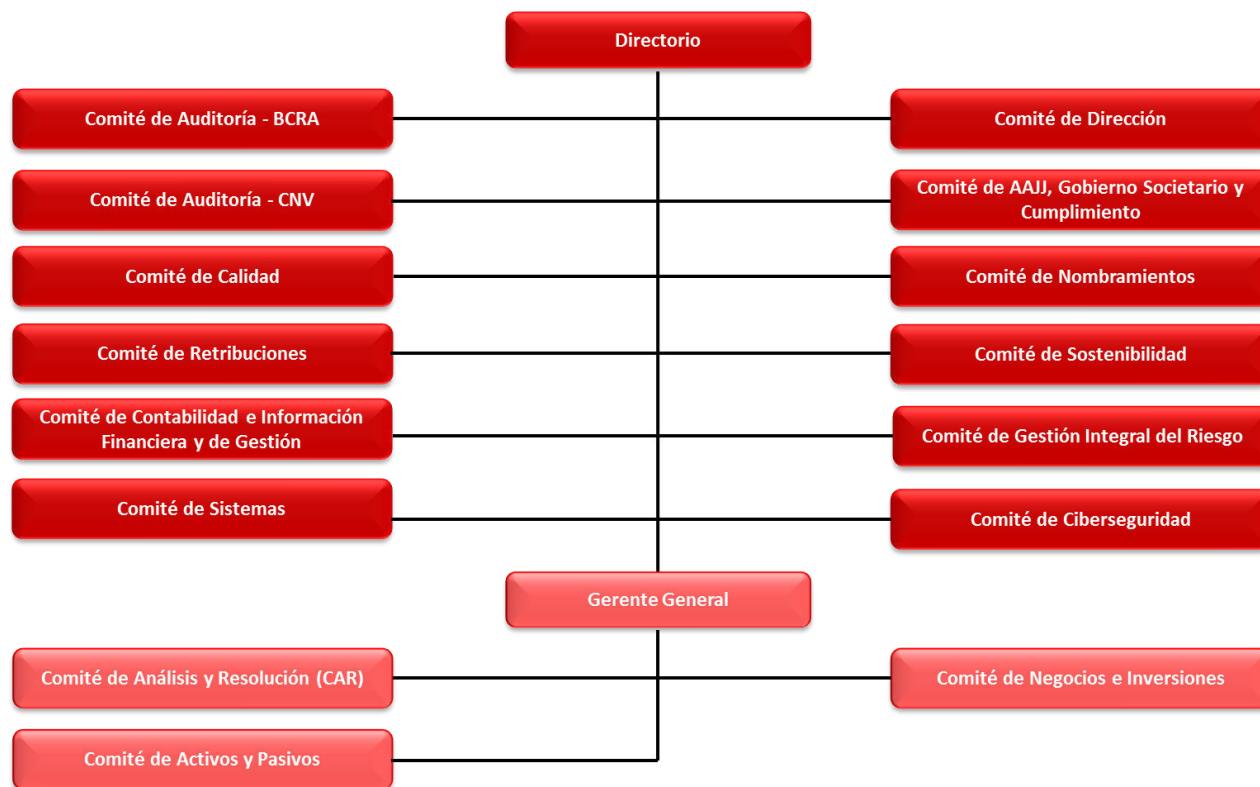 Directorio
Comité de Auditoría - BCRA
Comité de Dirección
Comité de Auditoría - CNV
Comité de AAJJ, Gobierno Societario y
Cumplimiento
Comité de Calidad
Comité de Nombramientos
Comité de Retribuciones
Comité de Sostenibilidad
Comité de Contabilidad e Información
Financiera y de Gestión
Comité de Gestión Integral del Riesgo
Comité de Sistemas
Comité de Ciberseguridad
Gerente General
Comité de Análisis y Resolución (CAR)
Comité de Negocios e Inversiones
Comité de Activos y Pasivos